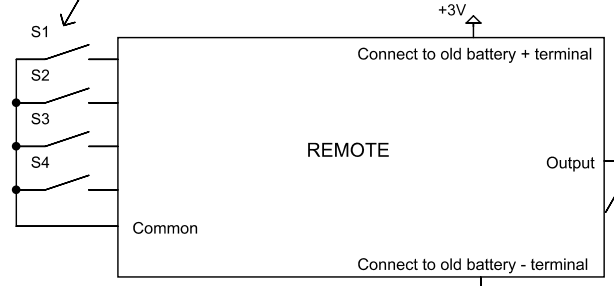 +3V
S1
Connect to old battery + terminal
S2
S3
REMOTE
S4
Output
Common
Connect to old battery - terminal